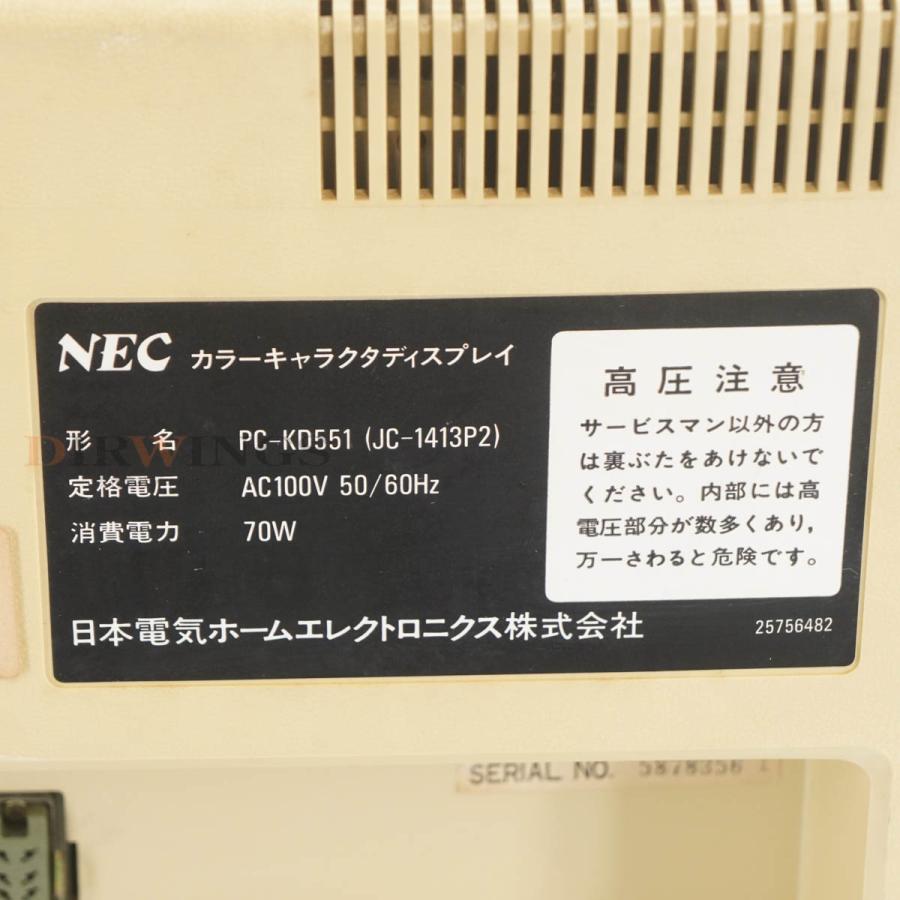 NEC カラーキャラクタディスプレイ
形 名 PC-KD551 (JC-1413P2)
定格電圧 AC100V 50/60Hz
消費電力 70W
高圧注意
サービスマン以外の方
は裏ぶたをあけないで
ください。内部には高
電圧部分が数多くあり,
万一さわると危険です。
日本電気ホームエレクトロニクス株式会社 25756482
DIRWINGS
SERIAL NO. 5878356 1